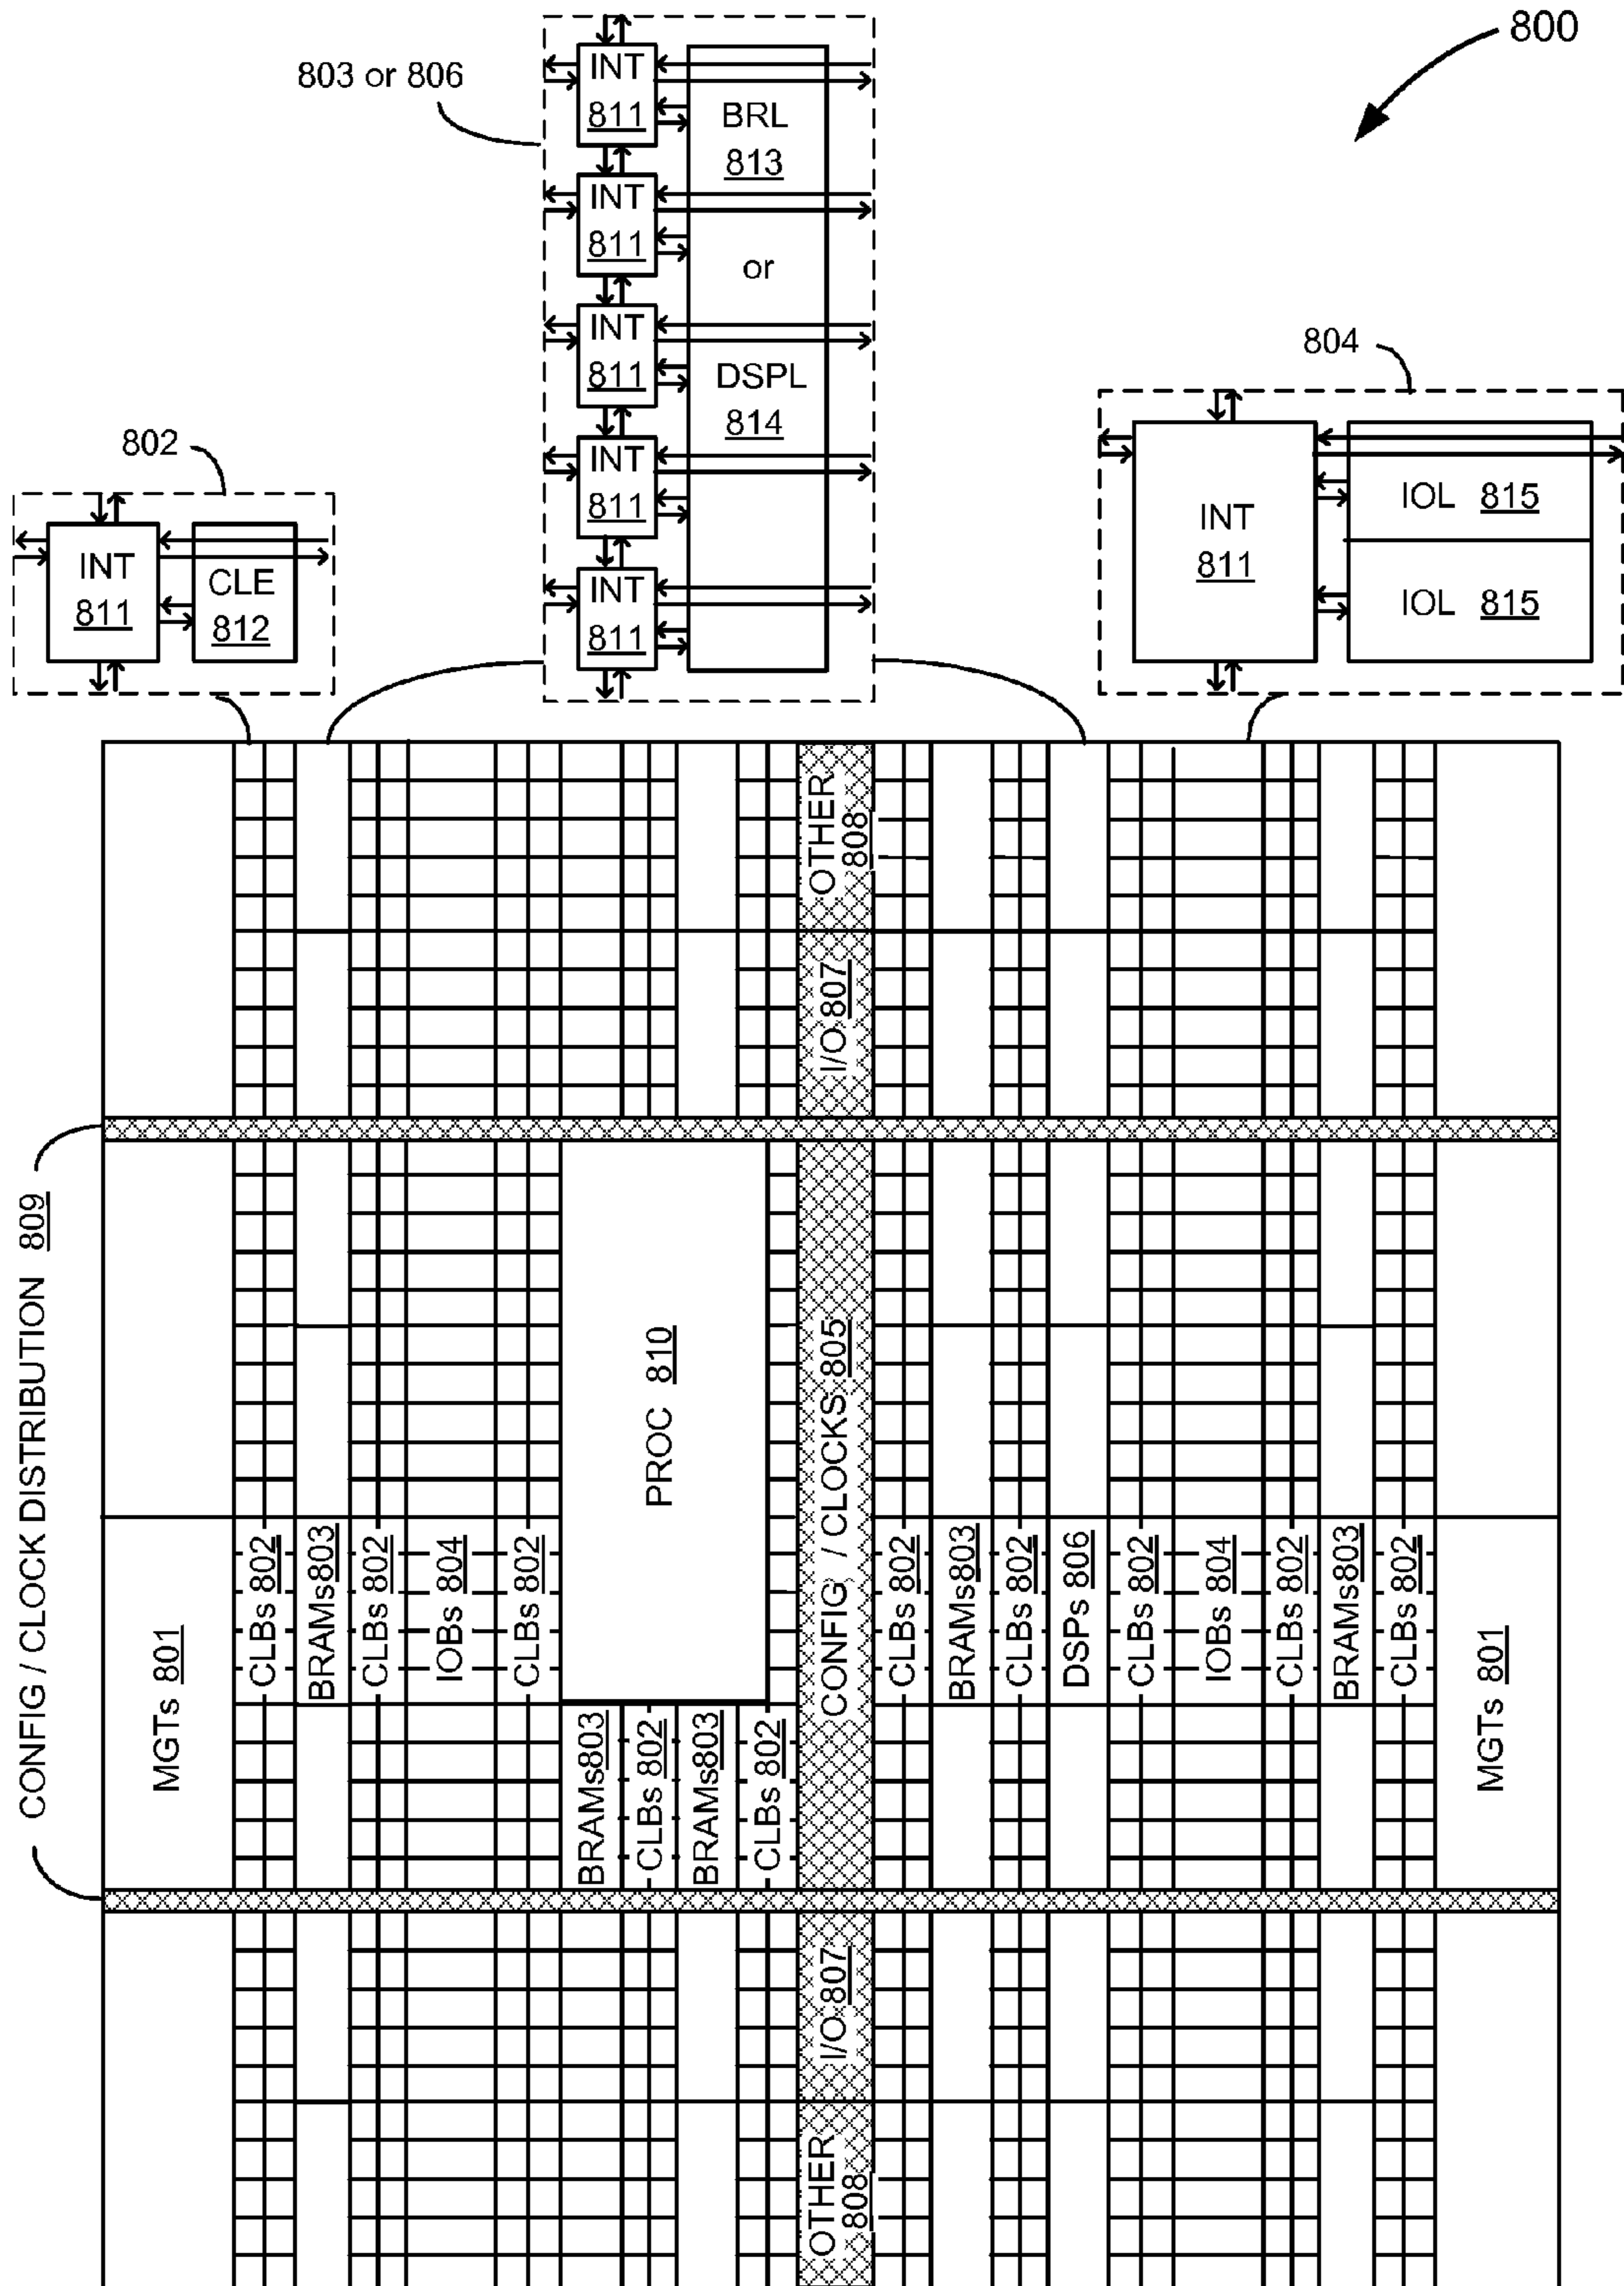 800
803 or 806
INT
811
INT
811
INT
811
INT
811
INT
811
BRL
813
or
DSPL
814
804
INT
811
IOL 815
IOL 815
802
INT
811
CLE
812
OTHER
808
I/O 807
CONFIG / CLOCK DISTRIBUTION 809
PROC 810
CONFIG / CLOCKS 805
MGTs 801
CLBs 802
BRAMs 803
CLBs 802
IOBs 804
CLBs 802
BRAMs 803
CLBs 802
BRAMs 803
CLBs 802
CLBs 802
BRAMs 803
CLBs 802
DSPs 806
CLBs 802
IOBs 804
CLBs 802
BRAMs 803
CLBs 802
MGTs 801
I/O 807
OTHER
808